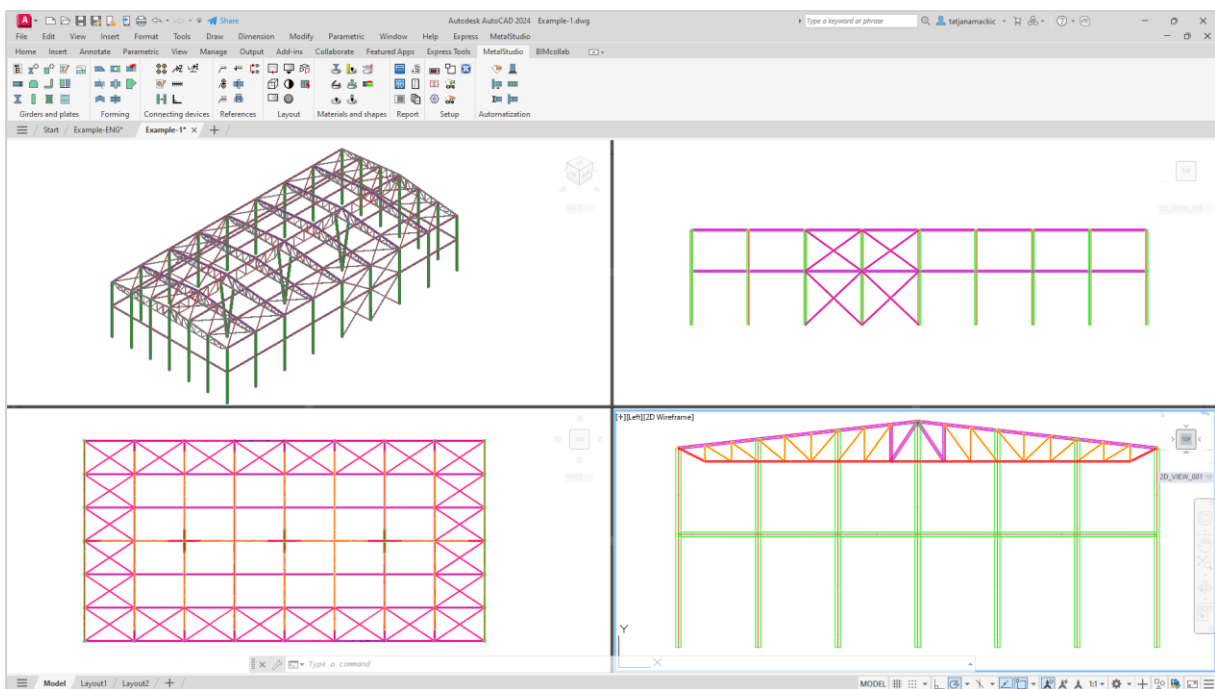 Share
Autodesk AutoCAD 2024 Example-1.dwg
Type a keyword or phrase
tatjanamackic
File Edit View Insert Format Tools Draw Dimension Modify Parametric Window Help Express MetalStudio
Home Insert Annotate Parametric View Manage Output Add-ins Collaborate Featured Apps Express Tools MetalStudio BIMcollab
Girders and plates Forming Connecting devices References Layout Materials and shapes Report Setup Automatization
Start Example-ENG* Example-1*
[+][Left][2D Wireframe]
TOP
2D_VIEW_001
Y
X
Type a command
Model Layout1 Layout2
MODEL 1:1